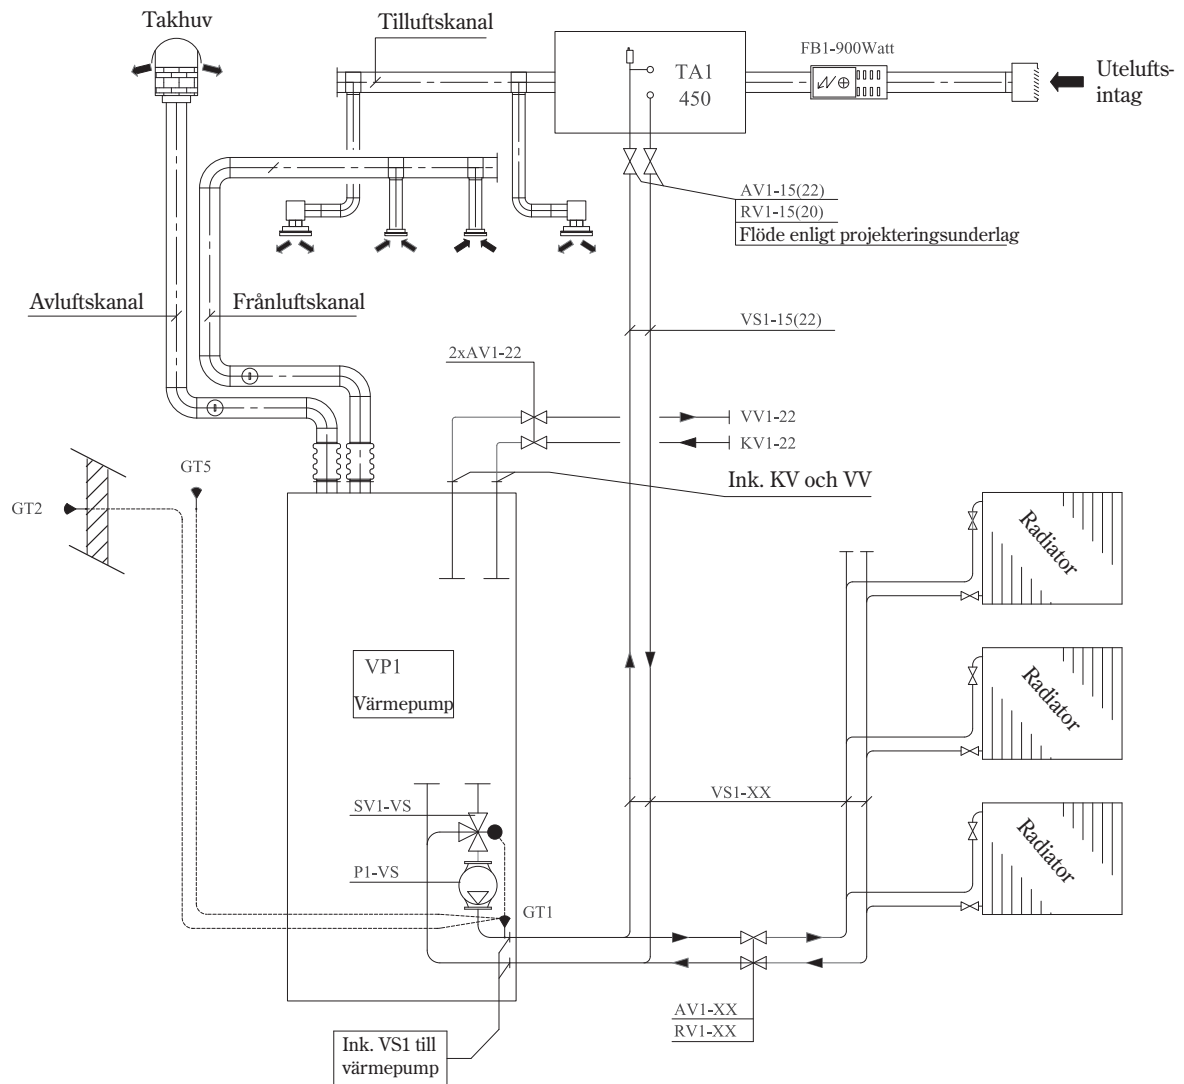 Takhuv
Tilluftskanal
FB1-900Watt
TA1
450
Utelufts-
intag
AV1-15(22)
RV1-15(20)
Flöde enligt projekteringsunderlag
Avluftskanal
Frånluftskanal
VS1-15(22)
2xAV1-22
VV1-22
KV1-22
GT5
Ink. KV och VV
GT2
Radiator
VP1
Värmepump
Radiator
SV1-VS
VS1-XX
P1-VS
Radiator
GT1
AV1-XX
RV1-XX
Ink. VS1 till
värmepump